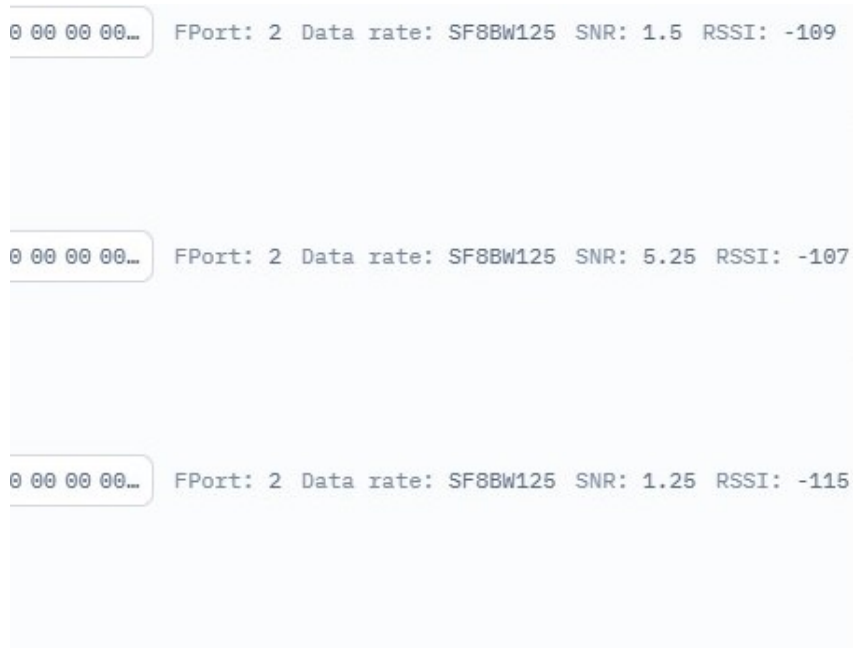 0 00 00 00… FPort: 2 Data rate: SF8BW125 SNR: 1.5 RSSI: -109
0 00 00 00… FPort: 2 Data rate: SF8BW125 SNR: 5.25 RSSI: -107
0 00 00 00… FPort: 2 Data rate: SF8BW125 SNR: 1.25 RSSI: -115